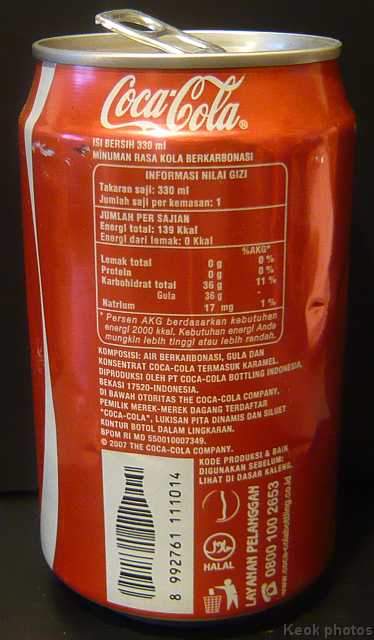 Coca-Cola®
ISI BERSIH 330 ml
MINUMAN RASA KOLA BERKARBONASI
INFORMASI NILAI GIZI
Takaran saji: 330 ml
Jumlah saji per kemasan: 1
JUMLAH PER SAJIAN
Energi total: 139 Kkal
Energi dari lemak: 0 Kkal
%AKG*
Lemak total 0 g 0 %
Protein 0 g 0 %
Karbohidrat total 36 g 11 %
Gula 36 g -
Natrium 17 mg 1 %
* Persen AKG berdasarkan kebutuhan
energi 2000 kkal. Kebutuhan energi Anda
mungkin lebih tinggi atau lebih rendah.
KOMPOSISI: AIR BERKARBONASI, GULA DAN
KONSENTRAT COCA-COLA TERMASUK KARAMEL.
DIPRODUKSI OLEH PT COCA-COLA BOTTLING INDONESIA,
BEKASI 17520-INDONESIA.
DI BAWAH OTORITAS THE COCA-COLA COMPANY,
PEMILIK MEREK-MEREK DAGANG TERDAFTAR
"COCA-COLA", LUKISAN PITA DINAMIS DAN SILUET
KONTUR BOTOL DALAM LINGKARAN.
BPOM RI MD 550010007349.
© 2007 THE COCA-COLA COMPANY.
KODE PRODUKSI & BAIK
DIGUNAKAN SEBELUM:
LIHAT DI DASAR KALENG.
8 992761 111014
HALAL
LAYANAN PELANGGAN
0800 100 2653
www.coca-colabottling.co.id
Keok photos